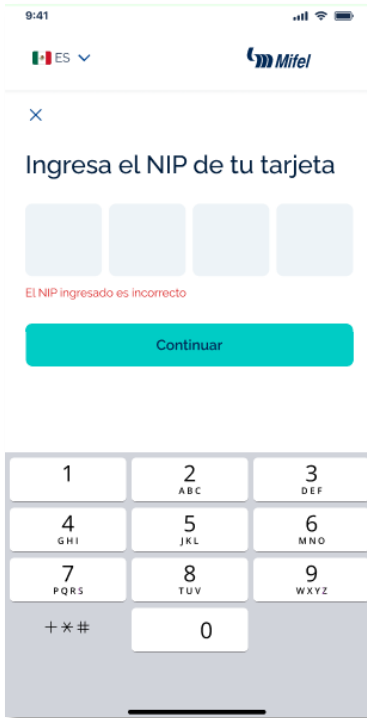 9:41
ES
Mifel
Ingresa el NIP de tu tarjeta
El NIP ingresado es incorrecto
Continuar
1 2 3
ABC DEF
4 5 6
GHI JKL MNO
7 8 9
PQRS TUV WXYZ
+*# 0